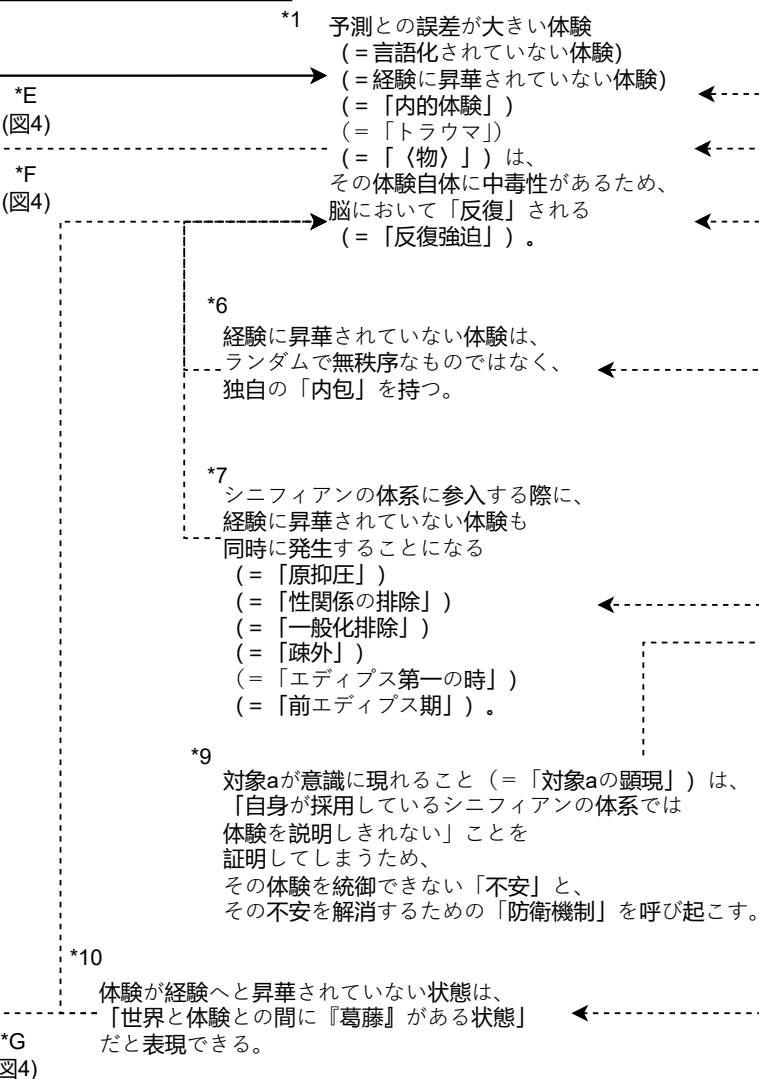 *1
予測との誤差が大きい体験
(=言語化されていない体験)
(=経験に昇華されていない体験)
(=「内的体験」)
(=「トラウマ」)
(=「〈物〉」)は、
その体験自体に中毒性があるため、
脳において「反復」される
(=「反復強迫」)。
*E
(図4)
*F
(図4)
*6
経験に昇華されていない体験は、
ランダムで無秩序なものではなく、
独自の「内包」を持つ。
*7
シニフィアンの体系に参入する際に、
経験に昇華されていない体験も
同時に発生することになる
(=「原抑圧」)
(=「性関係の排除」)
(=「一般化排除」)
(=「疎外」)
(=「エディプス第一の時」)
(=「前エディプス期」)。
*9
対象aが意識に現れること(=「対象aの顕現」)は、
「自身が採用しているシニフィアンの体系では
体験を説明しきれない」ことを
証明してしまうため、
その体験を統御できない「不安」と、
その不安を解消するための「防衛機制」を呼び起こす。
*10
体験が経験へと昇華されていない状態は、
「世界と体験との間に『葛藤』がある状態」
だと表現できる。
*G
図4)